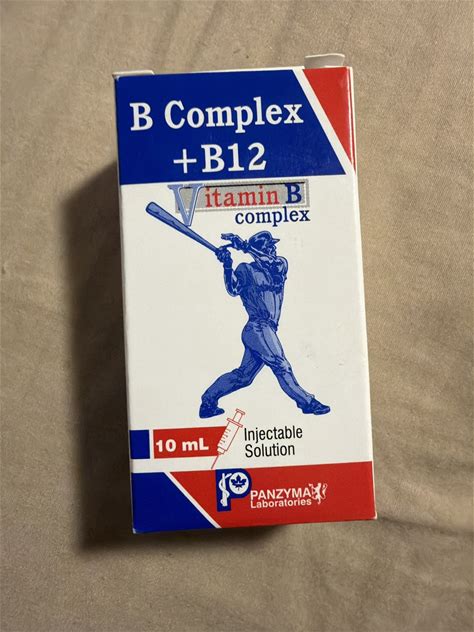 B Complex
+B12
Vitamin B
complex
10 mL
Injectable
Solution
PANZYMA
Laboratories